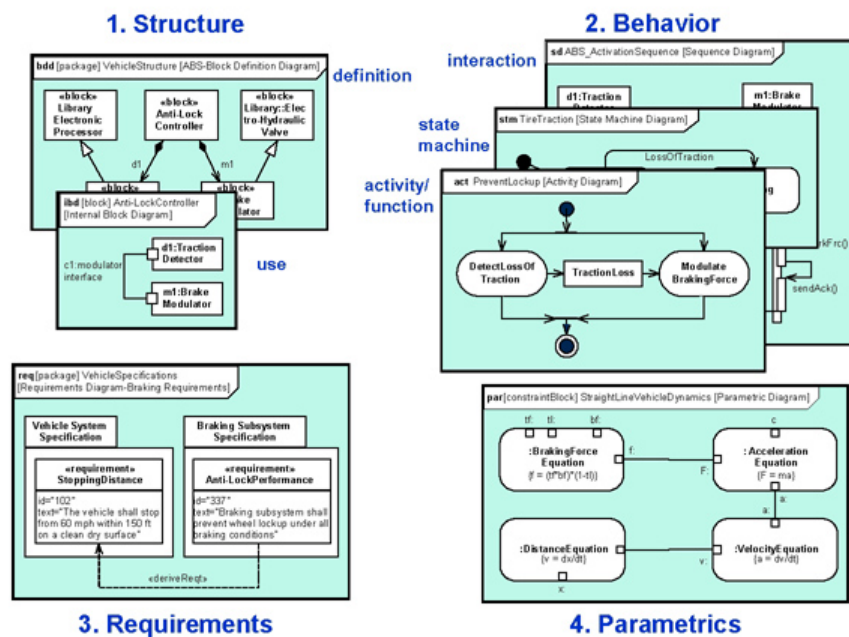 1. Structure
bdd [package] VehicleStructure [ABS-Block Definition Diagram]
definition
«block»
Library
Electronic
Processor
«block»
Anti-Lock
Controller
«block»
Library::Elec-
tro-Hydraulic
Valve
d1
m1
«block»
ibd [block] Anti-LockController
[Internal Block Diagram]
use
c1:modulator
interface
d1:Traction
Detector
m1:Brake
Modulator
2. Behavior
interaction
sd ABS_ActivationSequence [Sequence Diagram]
d1:Traction
m1:Brake
state
machine
stm TireTraction [State Machine Diagram]
LossOfTraction
activity/
function
act PreventLockup [Activity Diagram]
DetectLossOf
Traction
TractionLoss
Modulate
BrakingForce
sendAck()
req [package] VehicleSpecifications
[Requirements Diagram-Braking Requirements]
Vehicle System
Specification
Braking Subsystem
Specification
«requirement»
StoppingDistance
id="102"
text="The vehicle shall stop
from 60 mph within 150 ft
on a clean dry surface"
«requirement»
Anti-LockPerformance
id="337"
text="Braking subsystem shall
prevent wheel lockup under all
braking conditions"
«deriveReqt»
3. Requirements
par [constraintBlock] StraightLineVehicleDynamics [Parametric Diagram]
tf: tl: bf:
c
:BrakingForce
Equation
{f = (tf*bf)*(1-tl)}
f:
F:
: Acceleration
Equation
{F = ma}
a:
a:
:DistanceEquation
{v = dx/dt}
v:
:VelocityEquation
{a = dv/dt}
x:
4. Parametrics